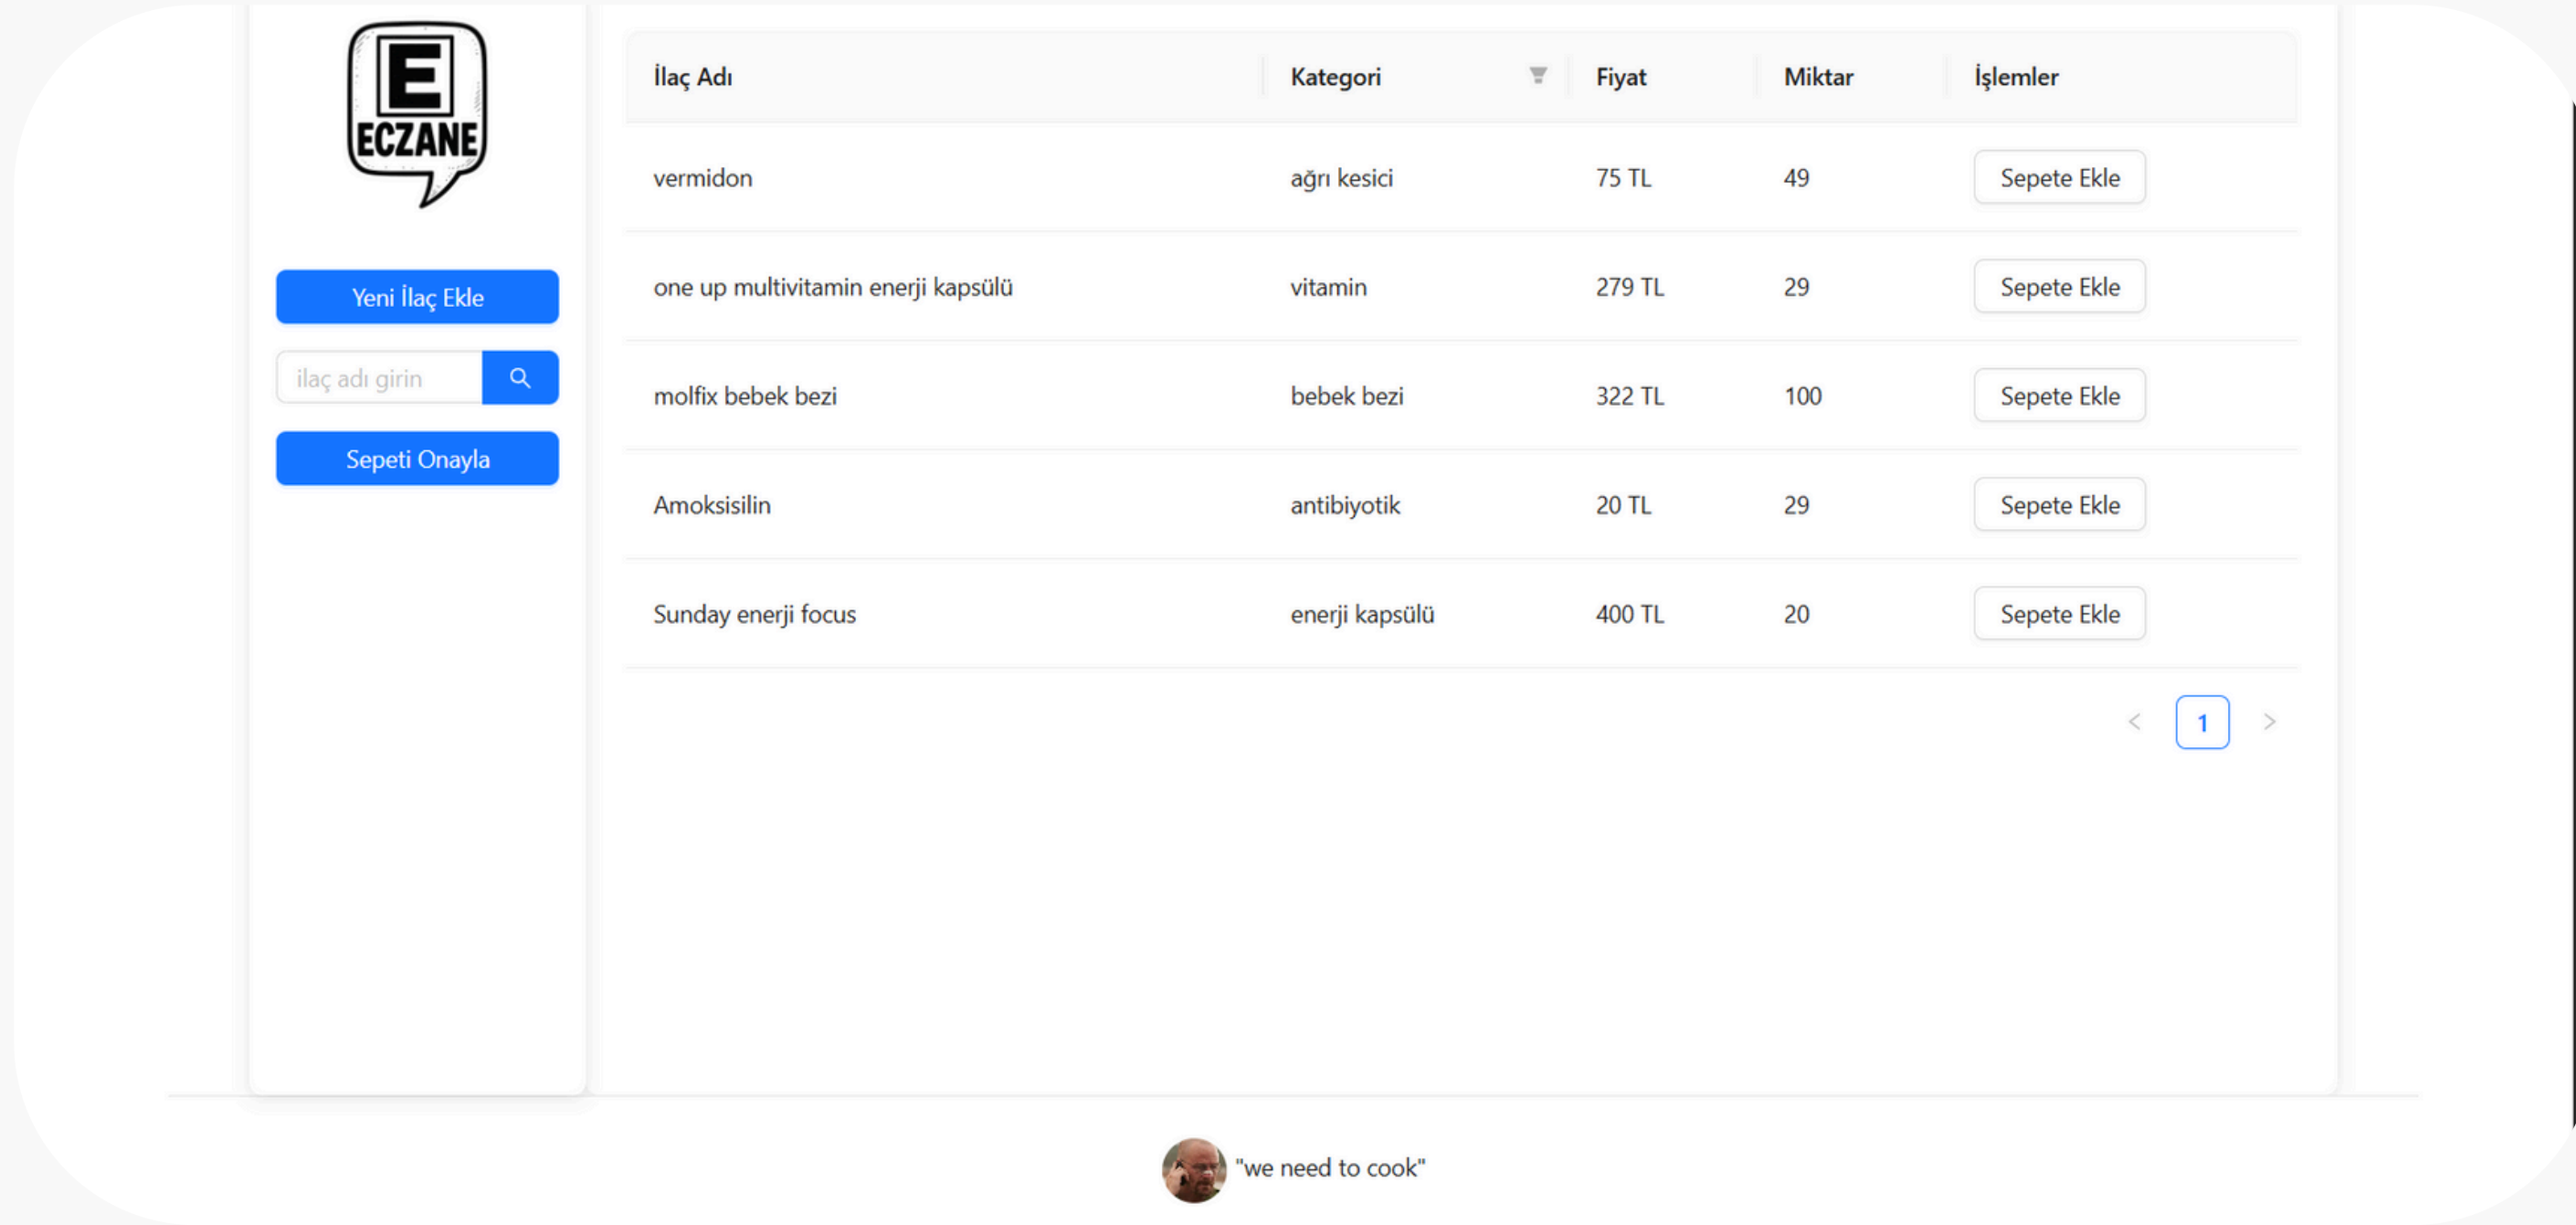 E
ECZANE
Yeni İlaç Ekle
ilaç adı girin
Sepeti Onayla
İlaç Adı Kategori Fiyat Miktar İşlemler
vermidon ağrı kesici 75 TL 49 Sepete Ekle
one up multivitamin enerji kapsülü vitamin 279 TL 29 Sepete Ekle
molfix bebek bezi bebek bezi 322 TL 100 Sepete Ekle
Amoksisilin antibiyotik 20 TL 29 Sepete Ekle
Sunday enerji focus enerji kapsülü 400 TL 20 Sepete Ekle
< 1 >
"we need to cook"